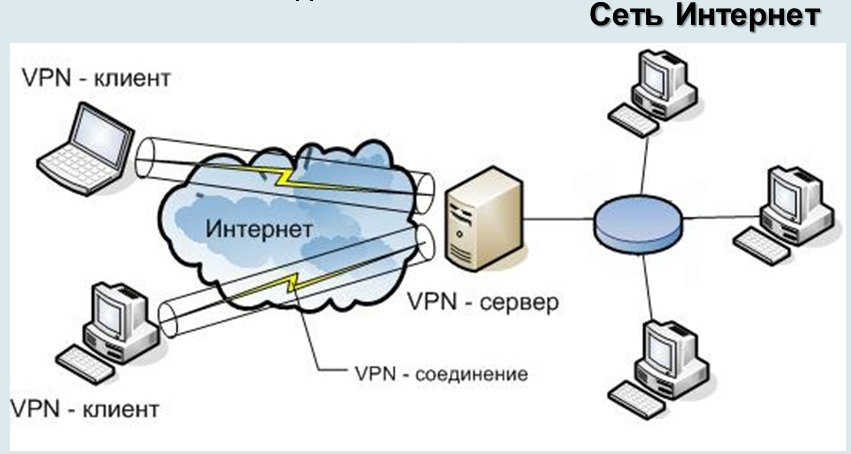 Сеть Интернет
VPN - клиент
Интернет
VPN - сервер
VPN - соединение
VPN - клиент